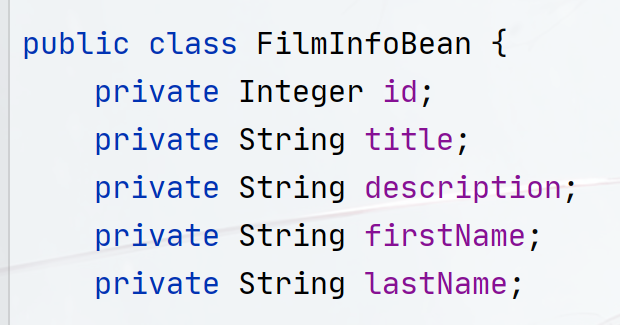 public class FilmInfoBean {
    private Integer id;
    private String title;
    private String description;
    private String firstName;
    private String lastName;